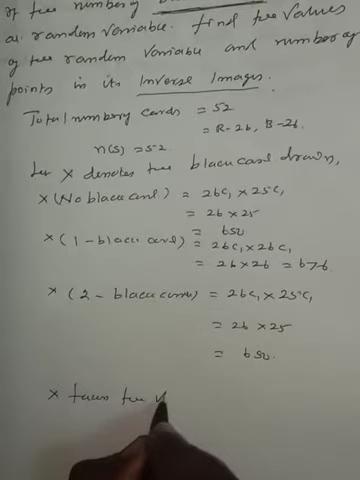 of the number
as random variable. find the values
of the random variable and number of
points in its Inverse Images.
Total number cards = 52
= R-26, B-26.
n(S) = 52
Let X denotes the black card drawn,
X (No black card) = 26C₁ × 25C₁
= 26 × 25
= 650
X (1-black card) = 26C₁ × 26C₁
= 26 × 26 = 676
X (2-black cards) = 26C₁ × 25C₁
= 26 × 25
= 650.
X takes the v